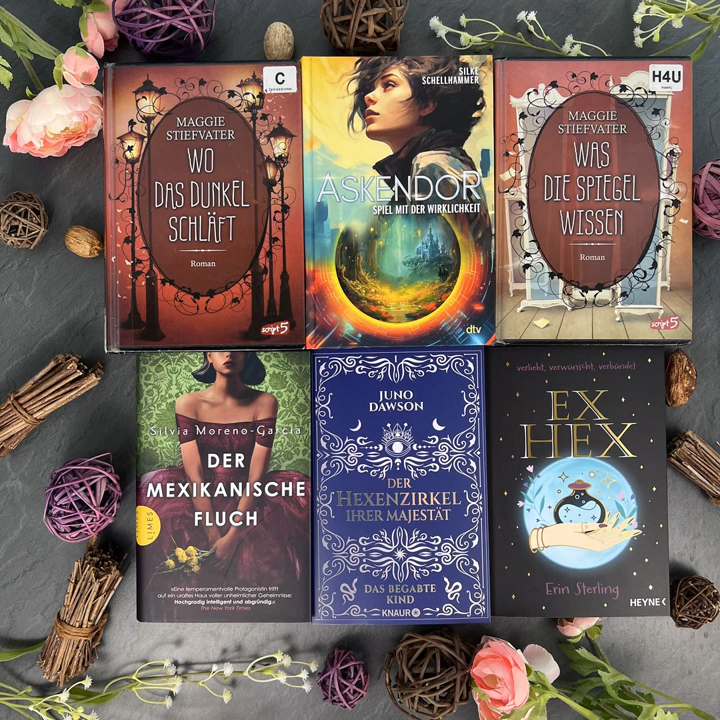 C
MAGGIE
STIEFVATER
WO
DAS DUNKEL
SCHLÄFT
Roman
script5
SILKE
SCHELLHAMMER
ASKENDOR
SPIEL MIT DER WIRKLICHKEIT
dtv
H4U
MAGGIE
STIEFVATER
WAS
DIE SPIEGEL
WISSEN
Roman
script5
Silvia Moreno-Garcia
DER
MEXIKANISCHE
FLUCH
LIMES
»Eine temperamentvolle Protagonistin trifft
auf ein uraltes Haus voller unheimlicher Geheimnisse:
Hochgradig intelligent und abgründig.«
The New York Times
JUNO
DAWSON
DER
HEXENZIRKEL
IHRER MAJESTÄT
DAS BEGABTE
KIND
KNAUR
verliebt, verwünscht, verbündet
EX
HEX
Erin Sterling
HEYNE